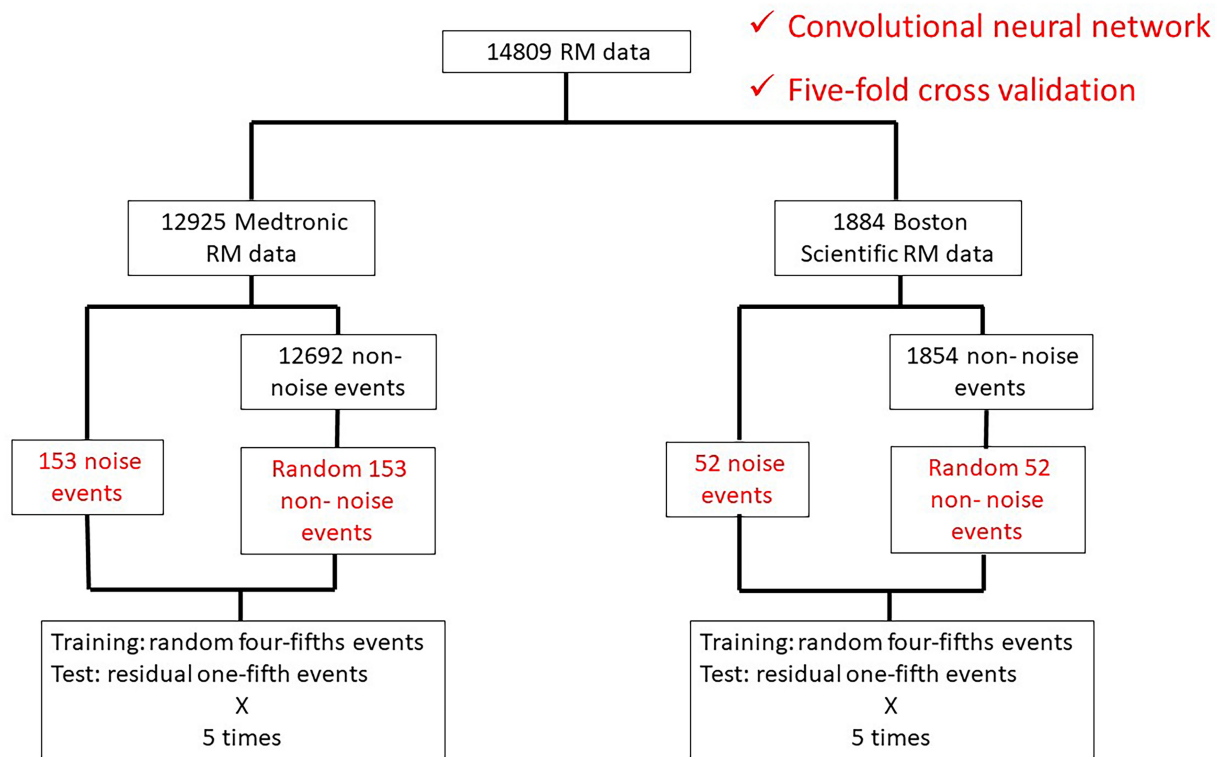 ✓ Convolutional neural network
14809 RM data
✓ Five-fold cross validation
12925 Medtronic
RM data
1884 Boston
Scientific RM data
12692 non-
noise events
1854 non- noise
events
153 noise
events
Random 153
non- noise
events
52 noise
events
Random 52
non- noise
events
Training: random four-fifths events
Test: residual one-fifth events
X
5 times
Training: random four-fifths events
Test: residual one-fifth events
X
5 times